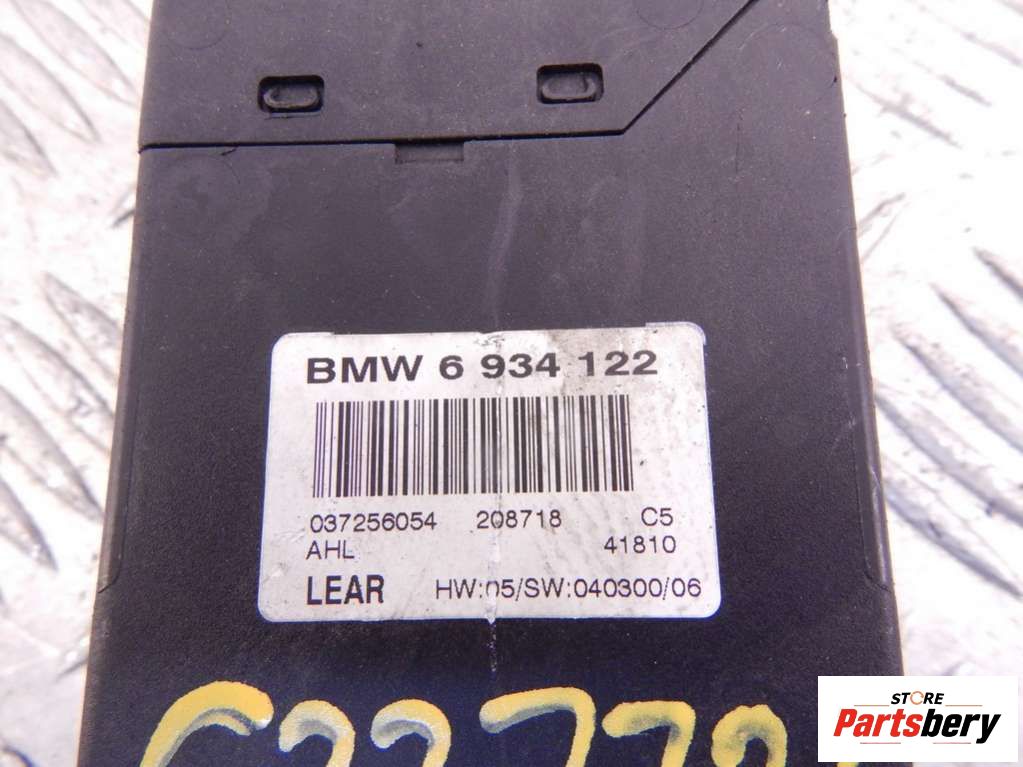 BMW 6 934 122
037256054 208718 C5
AHL 41810
LEAR HW:05/SW:040300/06
STORE
Partsbery